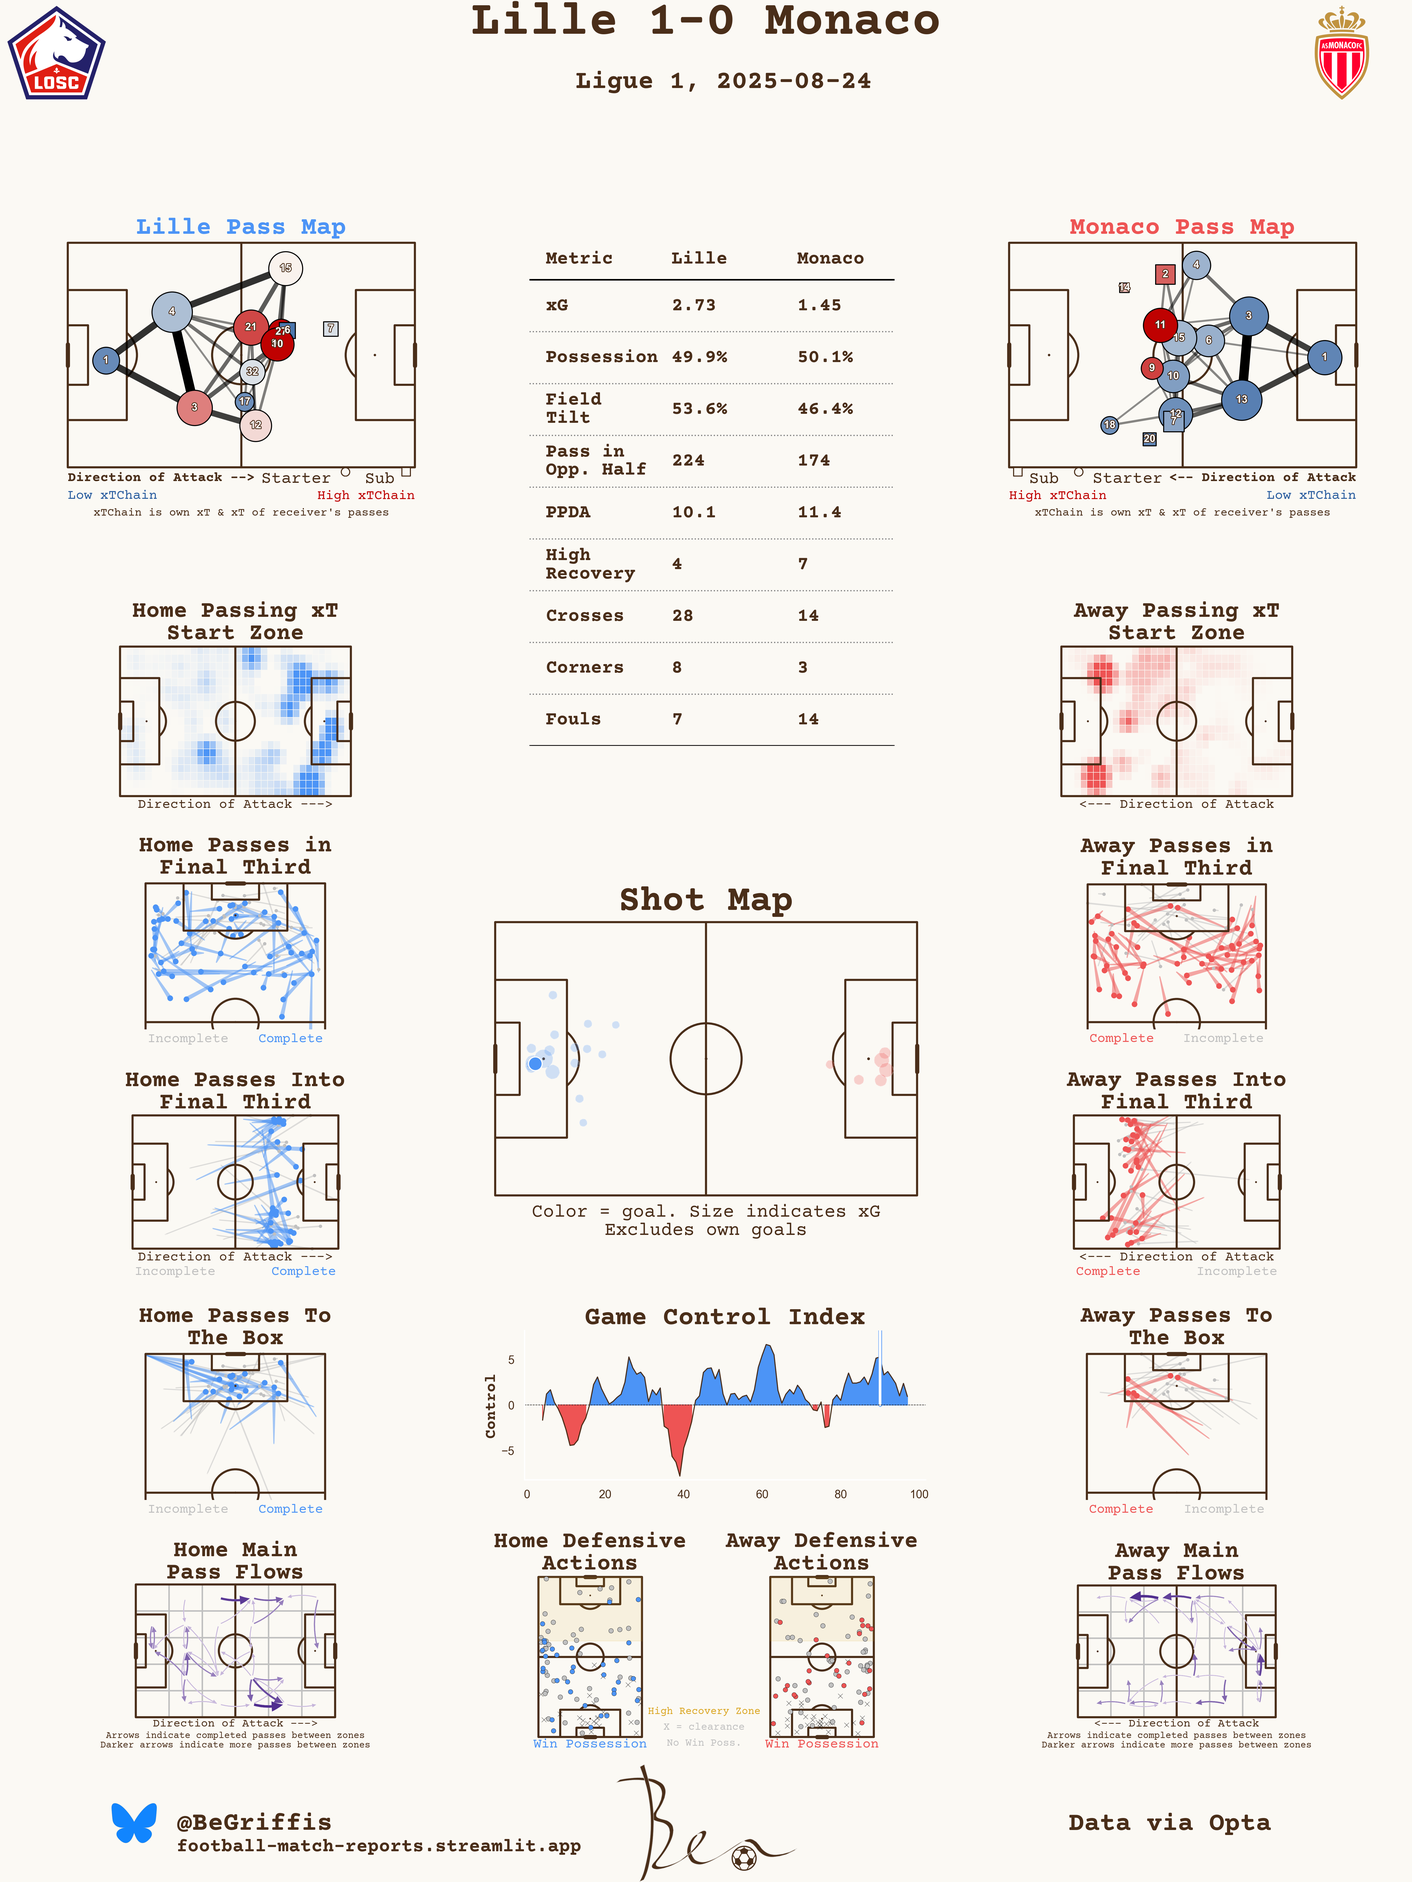 Lille 1-0 Monaco
Ligue 1, 2025-08-24
LOSC
AS MONACO FC
Lille Pass Map
15
4
21
27
6
7
10
1
32
3
17
12
Direction of Attack --> Starter Sub
Low xTChain High xTChain
xTChain is own xT & xT of receiver's passes
Metric Lille Monaco
xG 2.73 1.45
Possession 49.9% 50.1%
Field
Tilt 53.6% 46.4%
Pass in
Opp. Half 224 174
PPDA 10.1 11.4
High
Recovery 4 7
Crosses 28 14
Corners 8 3
Fouls 7 14
Monaco Pass Map
4
2
14
3
11
15
6
1
9
10
13
12
7
18
20
Sub Starter <-- Direction of Attack
High xTChain Low xTChain
xTChain is own xT & xT of receiver's passes
Home Passing xT
Start Zone
Direction of Attack --->
Away Passing xT
Start Zone
<--- Direction of Attack
Home Passes in
Final Third
Incomplete Complete
Away Passes in
Final Third
Complete Incomplete
Shot Map
Color = goal. Size indicates xG
Excludes own goals
Home Passes Into
Final Third
Direction of Attack --->
Incomplete Complete
Away Passes Into
Final Third
<--- Direction of Attack
Complete Incomplete
Home Passes To
The Box
Incomplete Complete
Game Control Index
Control
5
0
−5
0 20 40 60 80 100
Away Passes To
The Box
Complete Incomplete
Home Main
Pass Flows
Direction of Attack --->
Arrows indicate completed passes between zones
Darker arrows indicate more passes between zones
Home Defensive
Actions
Win Possession
High Recovery Zone
X = clearance
No Win Poss.
Away Defensive
Actions
Win Possession
Away Main
Pass Flows
<--- Direction of Attack
Arrows indicate completed passes between zones
Darker arrows indicate more passes between zones
@BeGriffis
football-match-reports.streamlit.app
Ben
Data via Opta